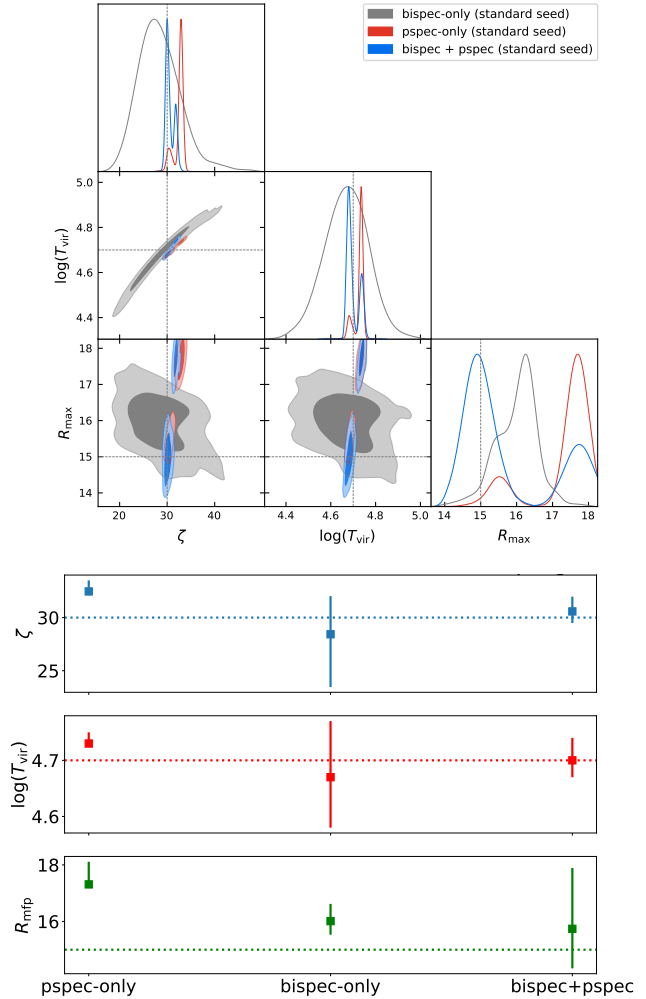 bispec-only (standard seed)
pspec-only (standard seed)
bispec + pspec (standard seed)
5.0
4.8
4.6
4.4
log(T_vir)
18
17
16
15
14
R_max
20 30 40
ζ
4.4 4.6 4.8 5.0
log(T_vir)
14 15 16 17 18
R_max
30
25
ζ
4.7
4.6
log(T_vir)
18
16
R_mfp
pspec-only bispec-only bispec+pspec